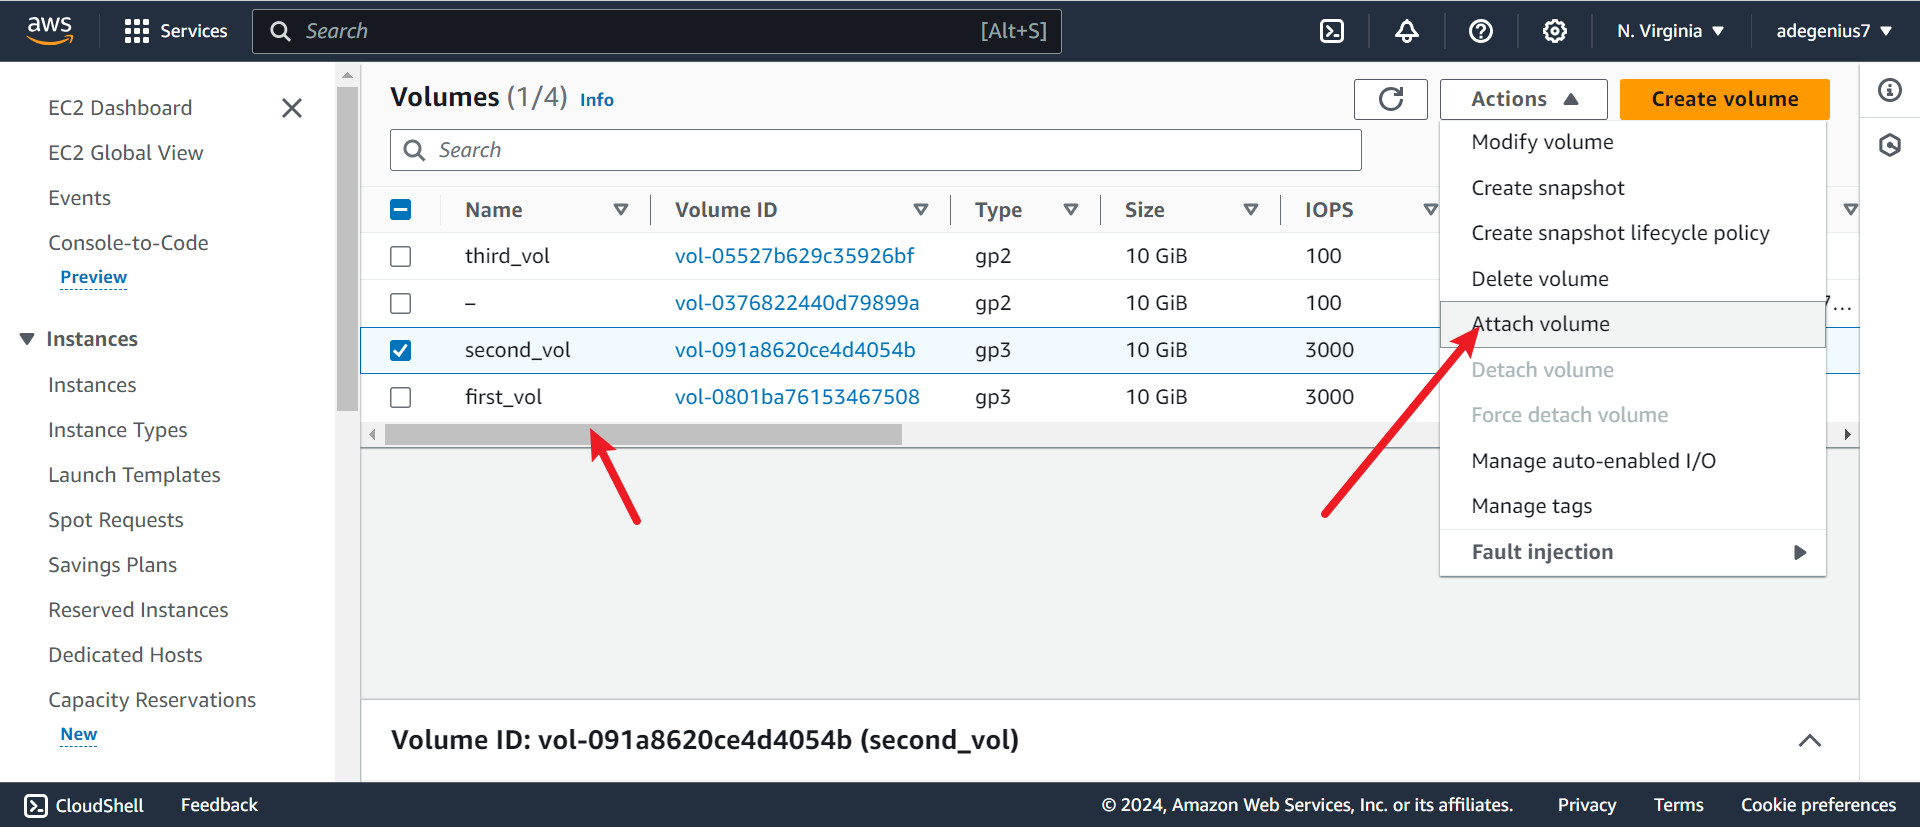 aws Services Search [Alt+S] N. Virginia adegenius7
EC2 Dashboard
EC2 Global View
Events
Console-to-Code
Preview
Instances
Instances
Instance Types
Launch Templates
Spot Requests
Savings Plans
Reserved Instances
Dedicated Hosts
Capacity Reservations
New
Volumes (1/4) Info
Actions
Create volume
Search
Name Volume ID Type Size IOPS
third_vol vol-05527b629c35926bf gp2 10 GiB 100
– vol-0376822440d79899a gp2 10 GiB 100 7...
second_vol vol-091a8620ce4d4054b gp3 10 GiB 3000
first_vol vol-0801ba76153467508 gp3 10 GiB 3000
Modify volume
Create snapshot
Create snapshot lifecycle policy
Delete volume
Attach volume
Detach volume
Force detach volume
Manage auto-enabled I/O
Manage tags
Fault injection
Volume ID: vol-091a8620ce4d4054b (second_vol)
CloudShell Feedback © 2024, Amazon Web Services, Inc. or its affiliates. Privacy Terms Cookie preferences